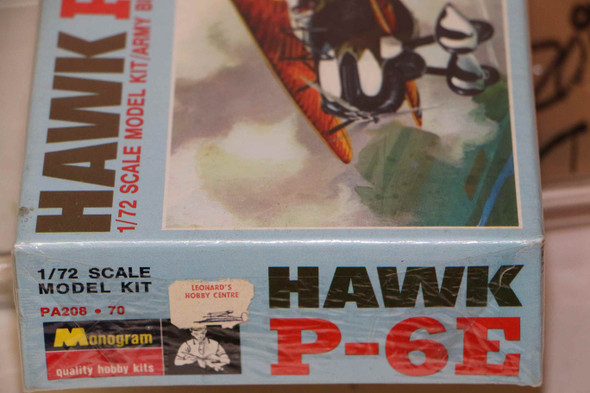 HAWK
1/72 SCALE MODEL KIT/ARMY
1/72 SCALE
MODEL KIT
PA208 • 70
Monogram
quality hobby kits
LEONARD'S
HOBBY CENTRE
HAWK
P-6E